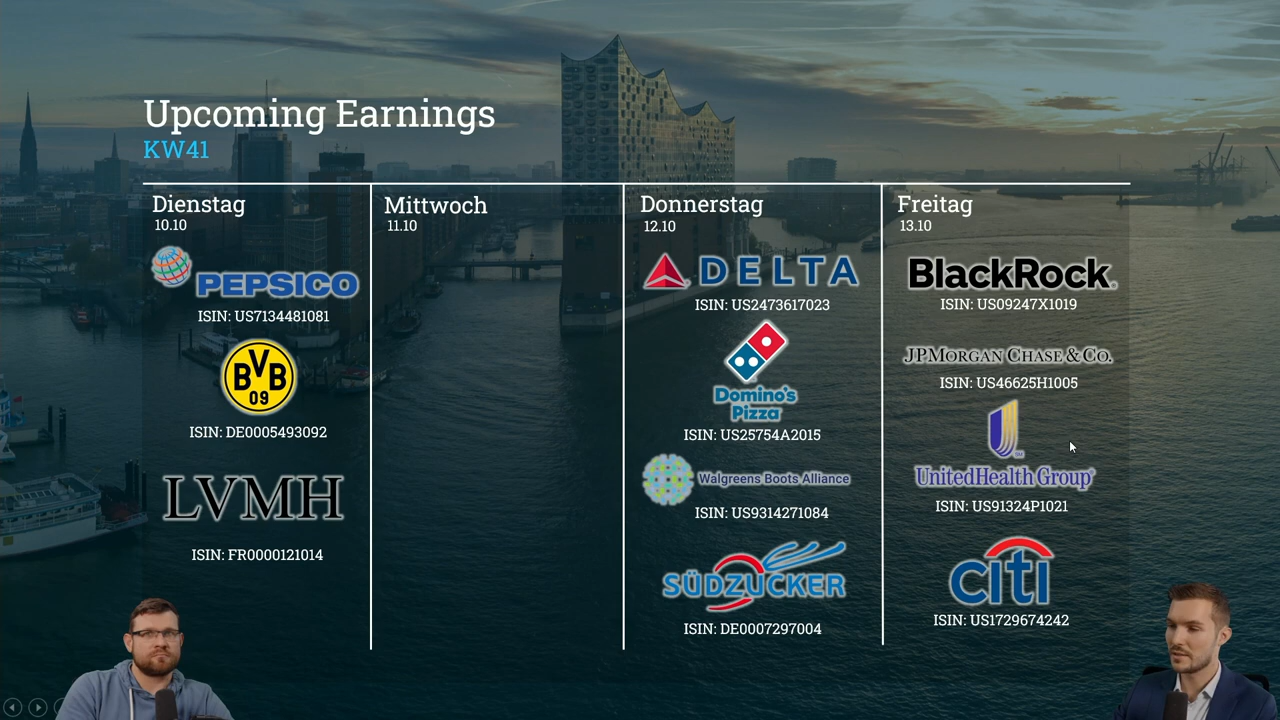 Upcoming Earnings
KW41
Dienstag
10.10
PEPSICO
ISIN: US7134481081
BVB
09
ISIN: DE0005493092
LVMH
ISIN: FR0000121014
Mittwoch
11.10
Donnerstag
12.10
DELTA
ISIN: US2473617023
Domino's
Pizza
ISIN: US25754A2015
Walgreens Boots Alliance
ISIN: US9314271084
SÜDZUCKER
ISIN: DE0007297004
Freitag
13.10
BlackRock
ISIN: US09247X1019
JPMORGAN CHASE & CO.
ISIN: US46625H1005
UnitedHealth Group
ISIN: US91324P1021
citi
ISIN: US1729674242